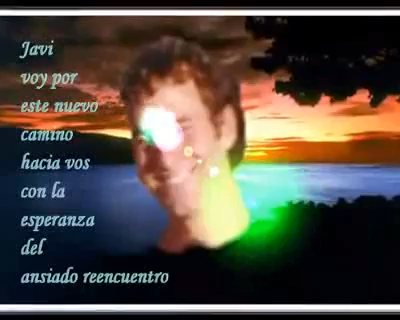 Javi
voy por
este nuevo
camino
hacia vos
con la
esperanza
del
ansiado reencuentro